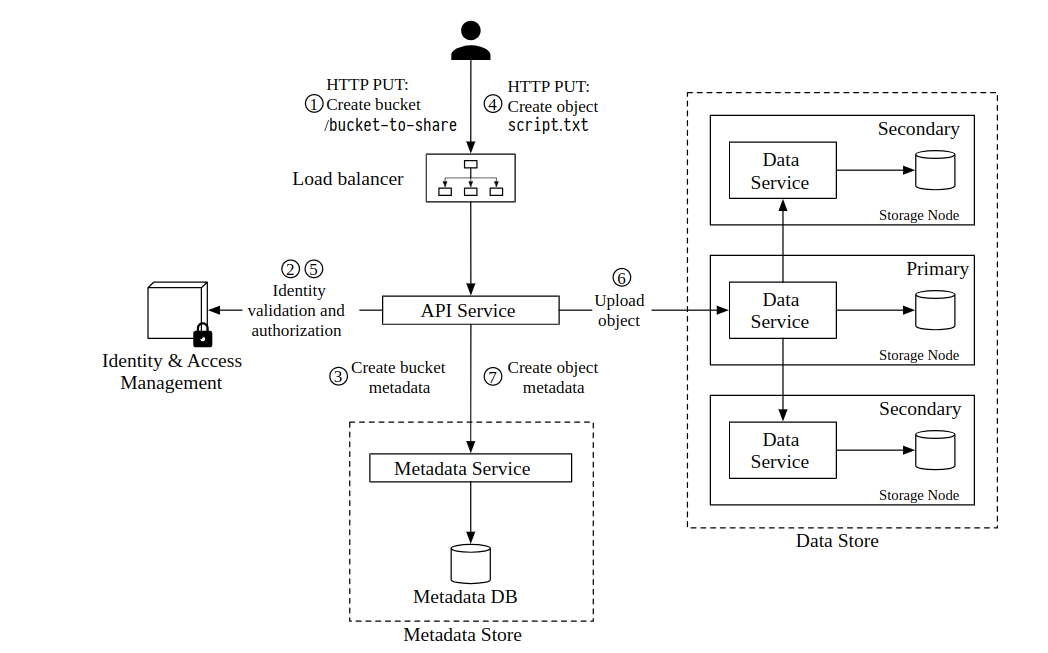 HTTP PUT:
① Create bucket
/bucket-to-share
HTTP PUT:
④ Create object
script.txt
Load balancer
② ⑤
Identity
validation and
authorization
Identity & Access
Management
API Service
⑥
Upload
object
③ Create bucket
metadata
⑦ Create object
metadata
Metadata Service
Metadata DB
Metadata Store
Secondary
Data
Service
Storage Node
Primary
Data
Service
Storage Node
Secondary
Data
Service
Storage Node
Data Store